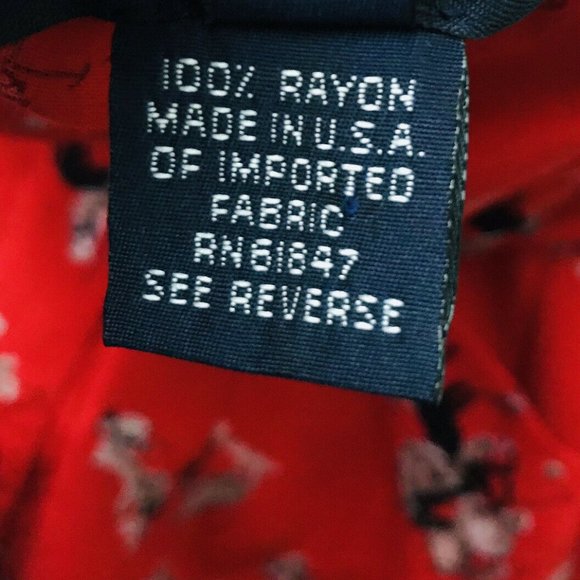 100% RAYON
MADE IN U.S.A.
OF IMPORTED
FABRIC
RN61847
SEE REVERSE